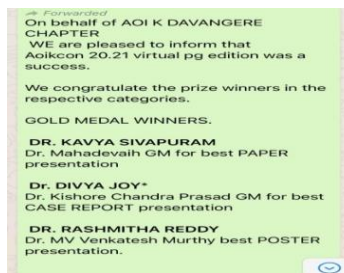 Forwarded
On behalf of AOI K DAVANGERE
CHAPTER
WE are pleased to inform that
Aoikcon 20.21 virtual pg edition was a
success.
We congratulate the prize winners in the
respective categories.
GOLD MEDAL WINNERS.
DR. KAVYA SIVAPURAM
Dr. Mahadevaih GM for best PAPER
presentation
Dr. DIVYA JOY*
Dr. Kishore Chandra Prasad GM for best
CASE REPORT presentation
DR. RASHMITHA REDDY
Dr. MV Venkatesh Murthy best POSTER
presentation.